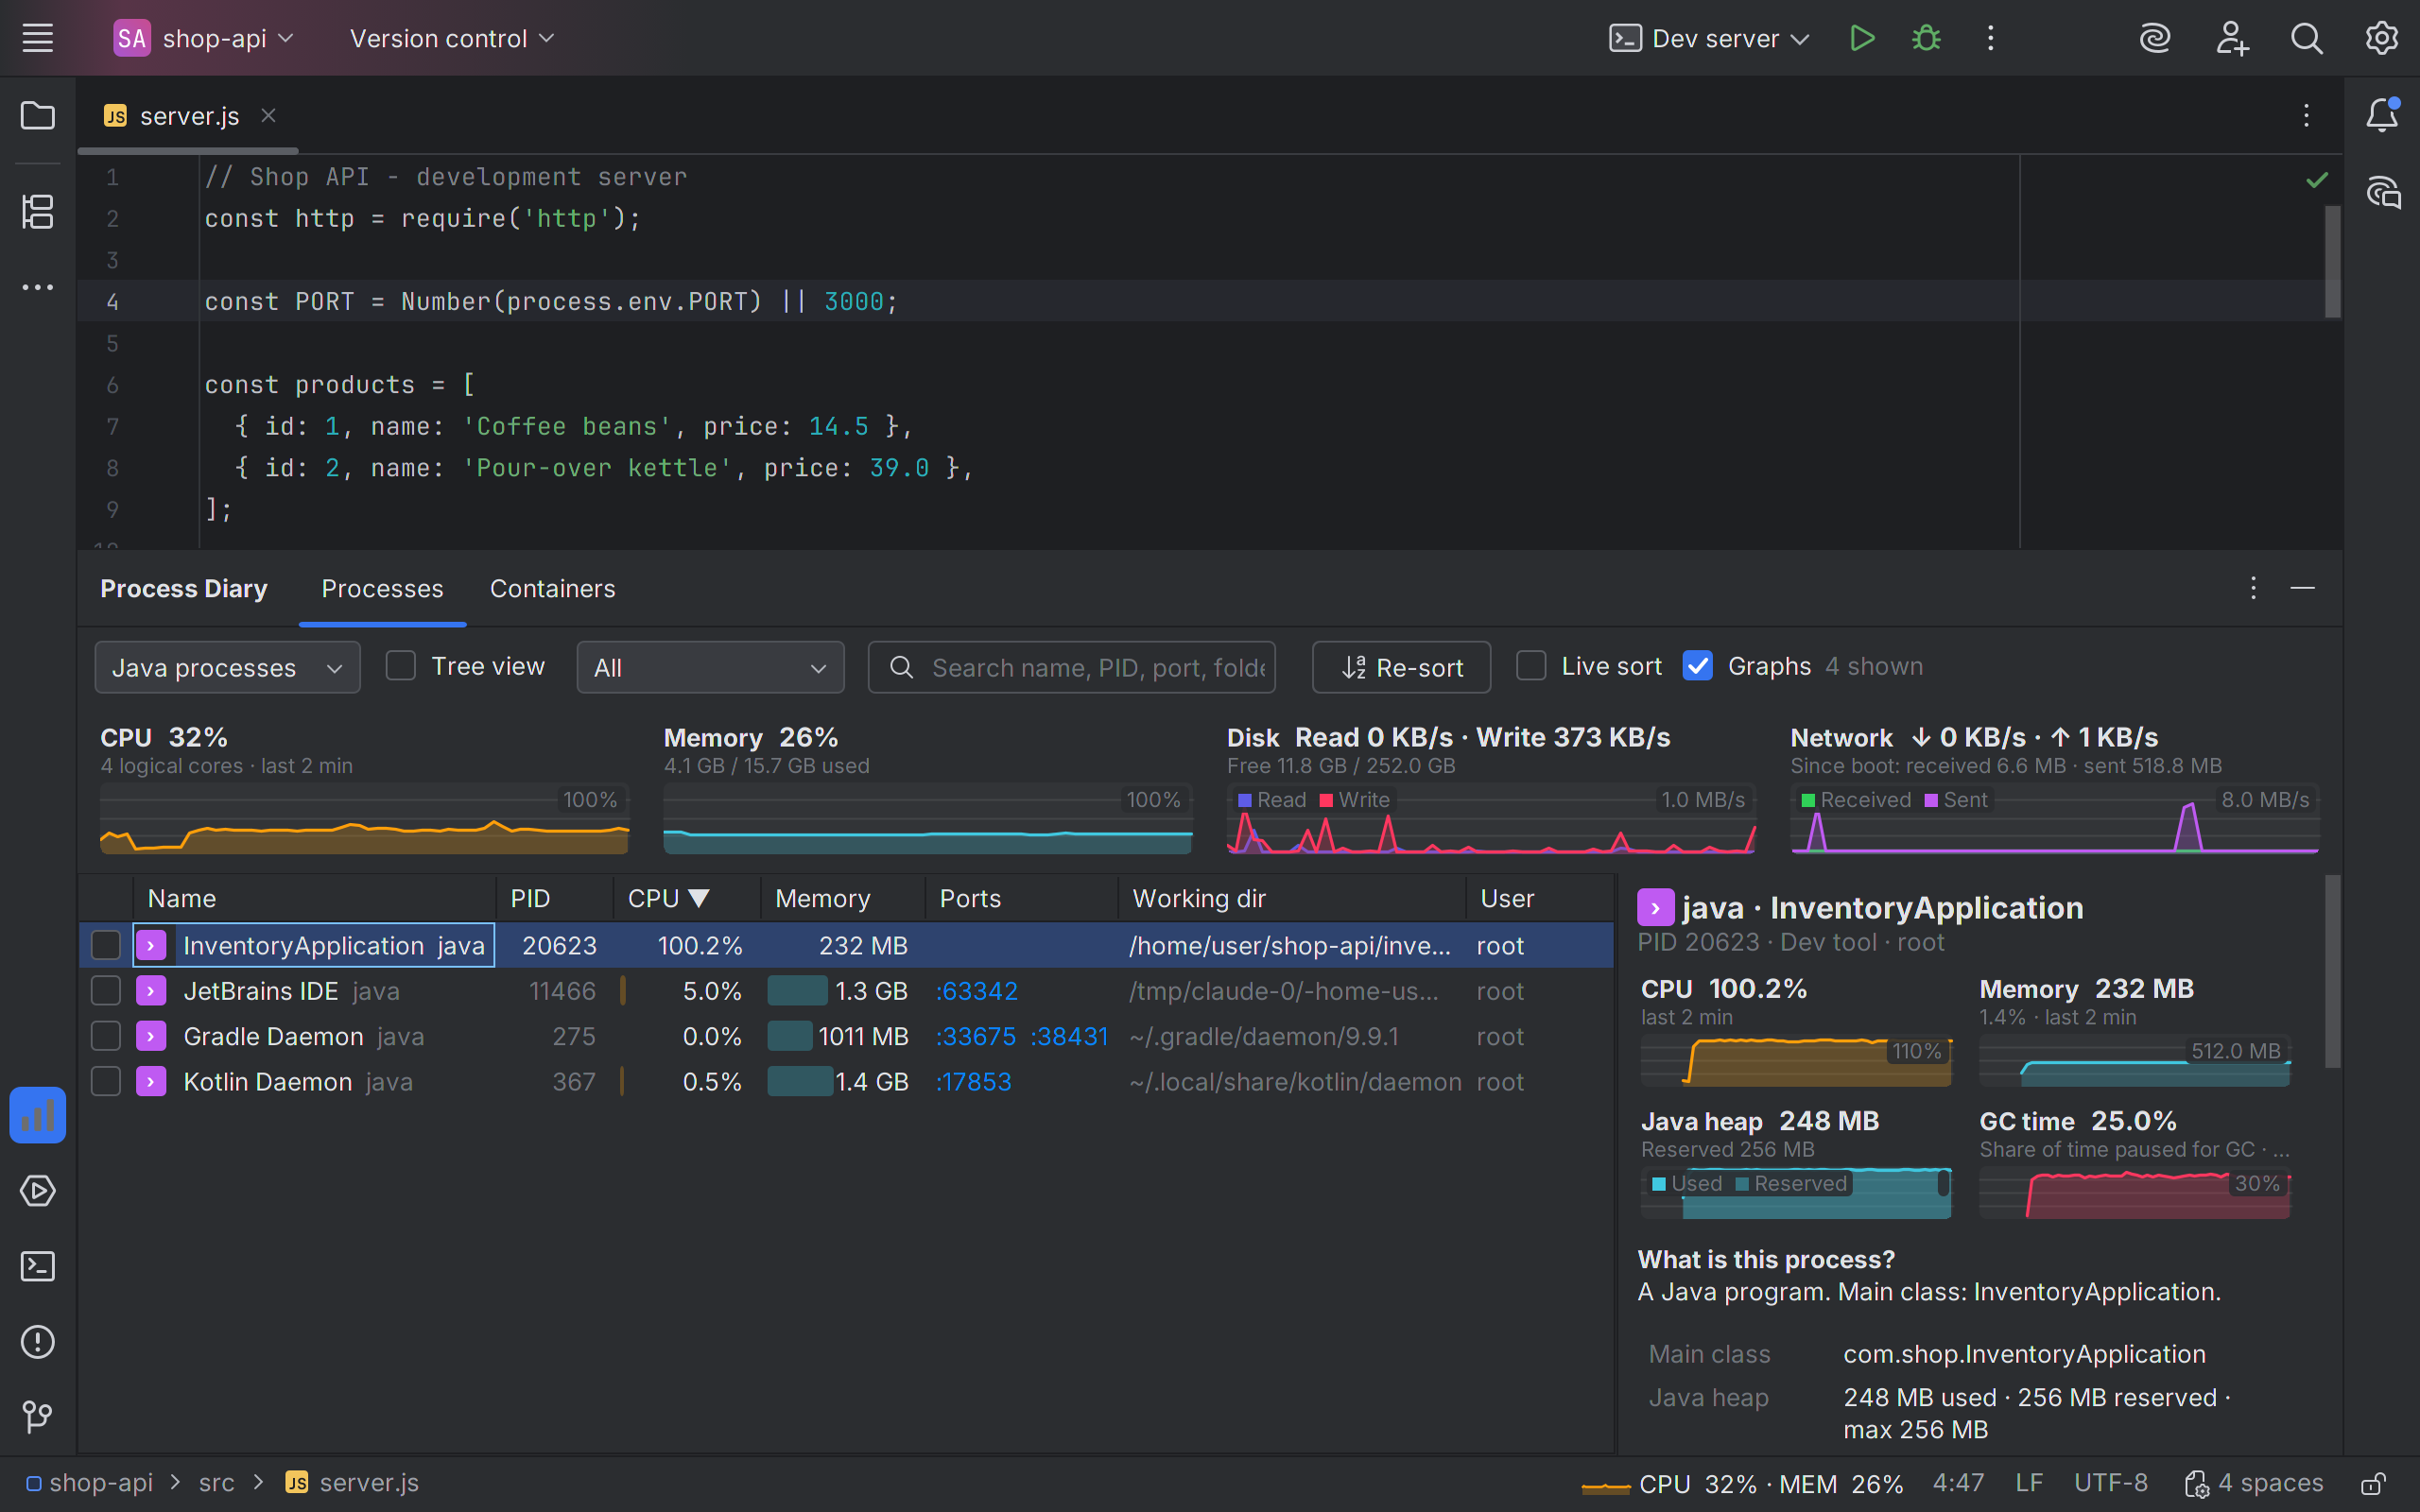 SA shop-api Version control Dev server
JS server.js
1 // Shop API - development server
2 const http = require('http');
3
4 const PORT = Number(process.env.PORT) || 3000;
5
6 const products = [
7 { id: 1, name: 'Coffee beans', price: 14.5 },
8 { id: 2, name: 'Pour-over kettle', price: 39.0 },
9 ];
Process Diary Processes Containers
Java processes Tree view All Search name, PID, port, folde Re-sort Live sort Graphs 4 shown
CPU 32% Memory 26% Disk Read 0 KB/s · Write 373 KB/s Network ↓ 0 KB/s · ↑ 1 KB/s
4 logical cores · last 2 min 4.1 GB / 15.7 GB used Free 11.8 GB / 252.0 GB Since boot: received 6.6 MB · sent 518.8 MB
100% 100% Read Write 1.0 MB/s Received Sent 8.0 MB/s
Name PID CPU ▼ Memory Ports Working dir User
InventoryApplication java 20623 100.2% 232 MB /home/user/shop-api/inve... root
JetBrains IDE java 11466 5.0% 1.3 GB :63342 /tmp/claude-0/-home-us... root
Gradle Daemon java 275 0.0% 1011 MB :33675 :38431 ~/.gradle/daemon/9.9.1 root
Kotlin Daemon java 367 0.5% 1.4 GB :17853 ~/.local/share/kotlin/daemon root
java · InventoryApplication
PID 20623 · Dev tool · root
CPU 100.2% Memory 232 MB
last 2 min 1.4% · last 2 min
110% 512.0 MB
Java heap 248 MB GC time 25.0%
Reserved 256 MB Share of time paused for GC · ...
Used Reserved 30%
What is this process?
A Java program. Main class: InventoryApplication.
Main class com.shop.InventoryApplication
Java heap 248 MB used · 256 MB reserved ·
max 256 MB
shop-api > src > JS server.js CPU 32% · MEM 26% 4:47 LF UTF-8 4 spaces